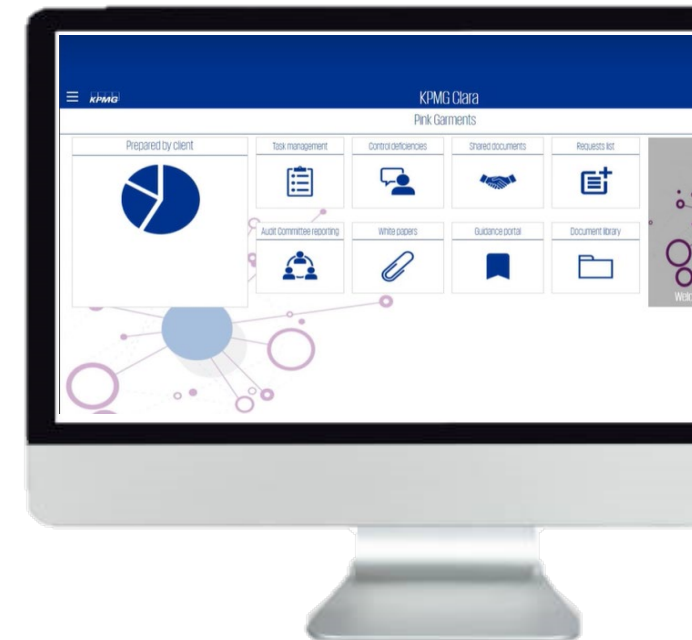 KPMG
KPMG Clara
Pink Garments
Prepared by client
Task management
Control deficiencies
Shared documents
Requests list
Audit Committee reporting
White papers
Guidance portal
Document library